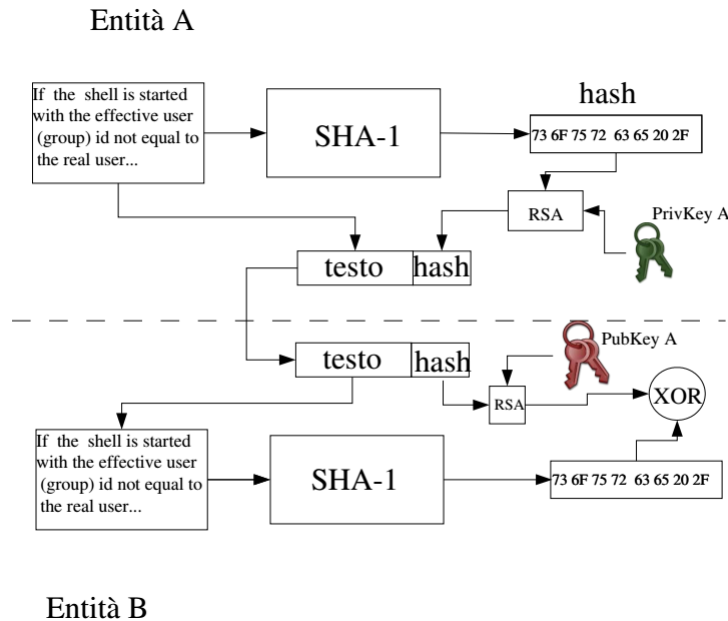 Entità A
If the shell is started
with the effective user
(group) id not equal to
the real user...
SHA-1
hash
73 6F 75 72 63 65 20 2F
RSA
PrivKey A
testo hash
testo hash
PubKey A
RSA
XOR
If the shell is started
with the effective user
(group) id not equal to
the real user...
SHA-1
73 6F 75 72 63 65 20 2F
Entità B